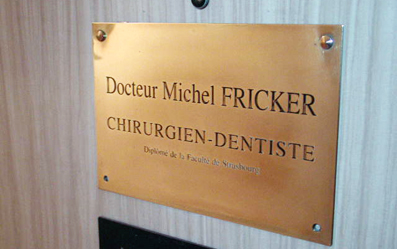 Docteur Michel FRICKER
CHIRURGIEN-DENTISTE
Diplômé de la Faculté de Strasbourg